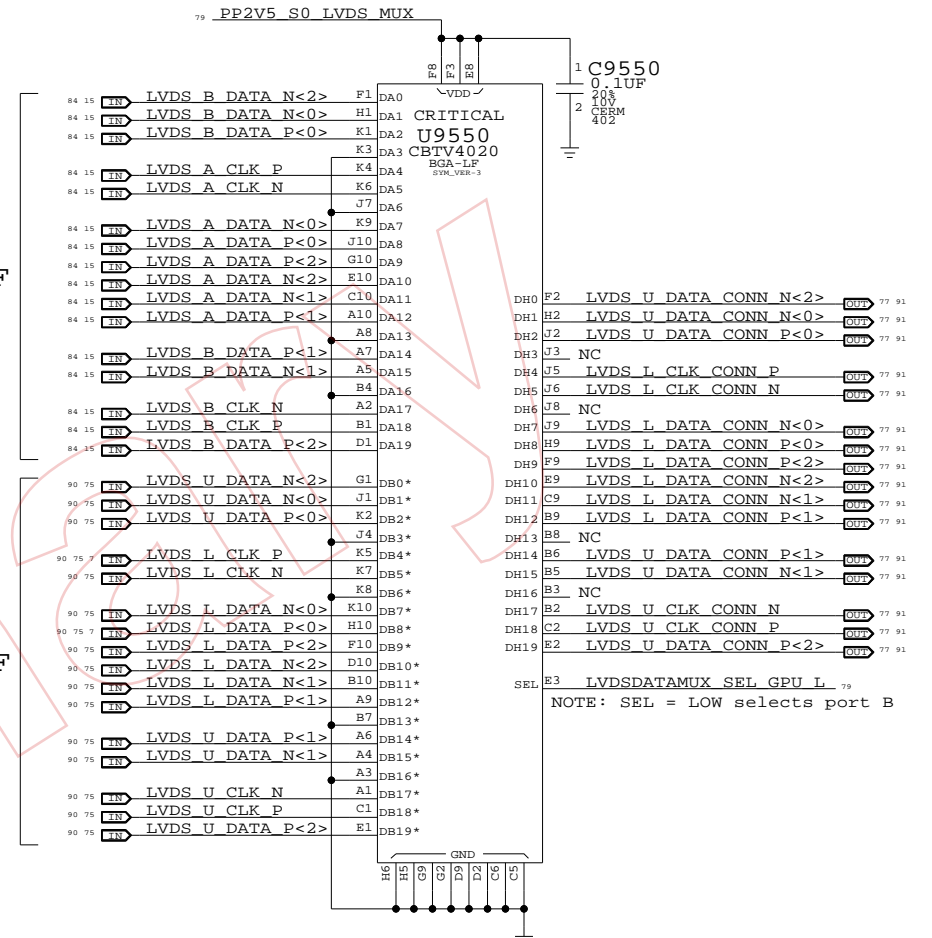 79 PP2V5_S0_LVDS_MUX
F8 F3 E8
VDD
1 C9550
0.1UF
20%
10V
2 CERM
402
CRITICAL
U9550
CBTV4020
BGA-LF
SYM_VER-3
84 15 IN LVDS_B_DATA_N<2> F1 DA0
84 15 IN LVDS_B_DATA_N<0> H1 DA1
84 15 IN LVDS_B_DATA_P<0> K1 DA2
K3 DA3
84 15 IN LVDS_A_CLK_P K4 DA4
84 15 IN LVDS_A_CLK_N K6 DA5
J7 DA6
84 15 IN LVDS_A_DATA_N<0> K9 DA7
84 15 IN LVDS_A_DATA_P<0> J10 DA8
84 15 IN LVDS_A_DATA_P<2> G10 DA9
84 15 IN LVDS_A_DATA_N<2> E10 DA10
84 15 IN LVDS_A_DATA_N<1> C10 DA11
84 15 IN LVDS_A_DATA_P<1> A10 DA12
A8 DA13
84 15 IN LVDS_B_DATA_P<1> A7 DA14
84 15 IN LVDS_B_DATA_N<1> A5 DA15
B4 DA16
84 15 IN LVDS_B_CLK_N A2 DA17
84 15 IN LVDS_B_CLK_P B1 DA18
84 15 IN LVDS_B_DATA_P<2> D1 DA19
90 75 IN LVDS_U_DATA_N<2> G1 DB0*
90 75 IN LVDS_U_DATA_N<0> J1 DB1*
90 75 IN LVDS_U_DATA_P<0> K2 DB2*
J4 DB3*
90 75 7 IN LVDS_L_CLK_P K5 DB4*
90 75 IN LVDS_L_CLK_N K7 DB5*
K8 DB6*
90 75 IN LVDS_L_DATA_N<0> K10 DB7*
90 75 7 IN LVDS_L_DATA_P<0> H10 DB8*
90 75 IN LVDS_L_DATA_P<2> F10 DB9*
90 75 IN LVDS_L_DATA_N<2> D10 DB10*
90 75 IN LVDS_L_DATA_N<1> B10 DB11*
90 75 IN LVDS_L_DATA_P<1> A9 DB12*
B7 DB13*
90 75 IN LVDS_U_DATA_P<1> A6 DB14*
90 75 IN LVDS_U_DATA_N<1> A4 DB15*
A3 DB16*
90 75 IN LVDS_U_CLK_N A1 DB17*
90 75 IN LVDS_U_CLK_P C1 DB18*
90 75 IN LVDS_U_DATA_P<2> E1 DB19*
DH0 F2 LVDS_U_DATA_CONN_N<2> OUT 77 91
DH1 H2 LVDS_U_DATA_CONN_N<0> OUT 77 91
DH2 J2 LVDS_U_DATA_CONN_P<0> OUT 77 91
DH3 J3 NC
DH4 J5 LVDS_L_CLK_CONN_P OUT 77 91
DH5 J6 LVDS_L_CLK_CONN_N OUT 77 91
DH6 J8 NC
DH7 J9 LVDS_L_DATA_CONN_N<0> OUT 77 91
DH8 H9 LVDS_L_DATA_CONN_P<0> OUT 77 91
DH9 F9 LVDS_L_DATA_CONN_P<2> OUT 77 91
DH10 E9 LVDS_L_DATA_CONN_N<2> OUT 77 91
DH11 C9 LVDS_L_DATA_CONN_N<1> OUT 77 91
DH12 B9 LVDS_L_DATA_CONN_P<1> OUT 77 91
DH13 B8 NC
DH14 B6 LVDS_U_DATA_CONN_P<1> OUT 77 91
DH15 B5 LVDS_U_DATA_CONN_N<1> OUT 77 91
DH16 B3 NC
DH17 B2 LVDS_U_CLK_CONN_N OUT 77 91
DH18 C2 LVDS_U_CLK_CONN_P OUT 77 91
DH19 E2 LVDS_U_DATA_CONN_P<2> OUT 77 91
SEL E3 LVDSDATAMUX_SEL_GPU_L 79
NOTE: SEL = LOW selects port B
GND
H6 H5 G9 G2 D9 D2 C6 C5